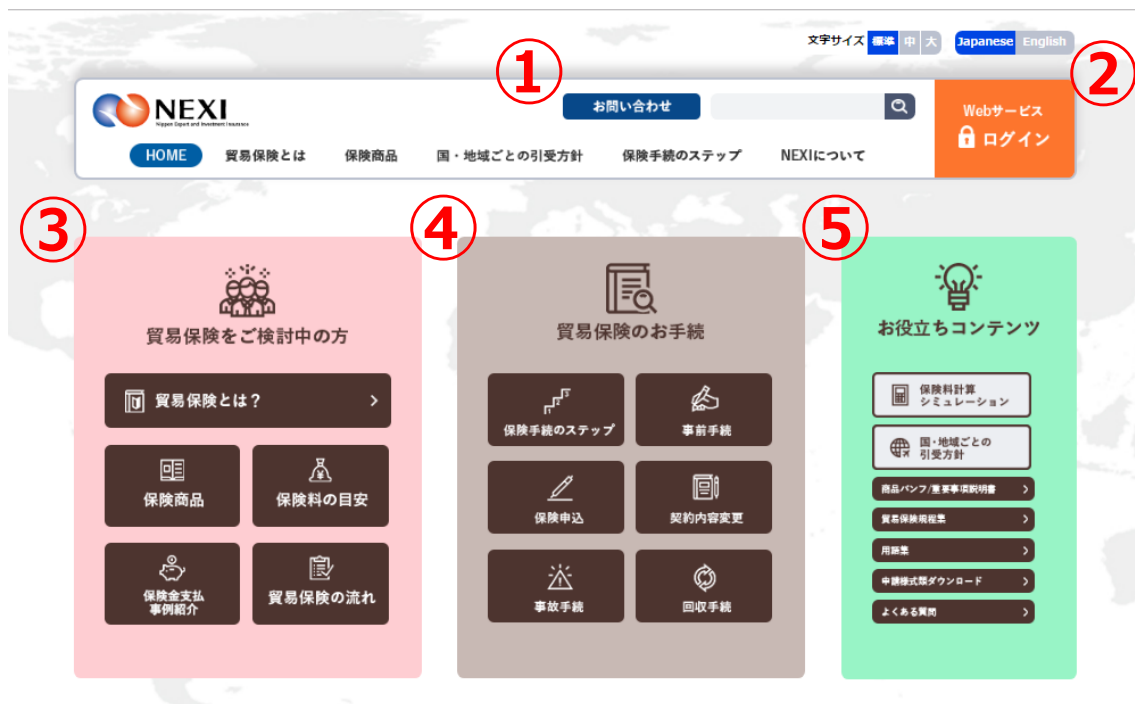 文字サイズ 標準 中 大 Japanese English
①
②
NEXI
Nippon Export and Investment Insurance
お問い合わせ
Webサービス
ログイン
HOME 貿易保険とは 保険商品 国・地域ごとの引受方針 保険手続のステップ NEXIについて
③
貿易保険をご検討中の方
貿易保険とは?
保険商品
保険料の目安
保険金支払
事例紹介
貿易保険の流れ
④
貿易保険のお手続
保険手続のステップ
事前手続
保険申込
契約内容変更
事故手続
回収手続
⑤
お役立ちコンテンツ
保険料計算
シミュレーション
国・地域ごとの
引受方針
商品パンフ/重要事項説明書
貿易保険規程集
用語集
申請様式類ダウンロード
よくある質問